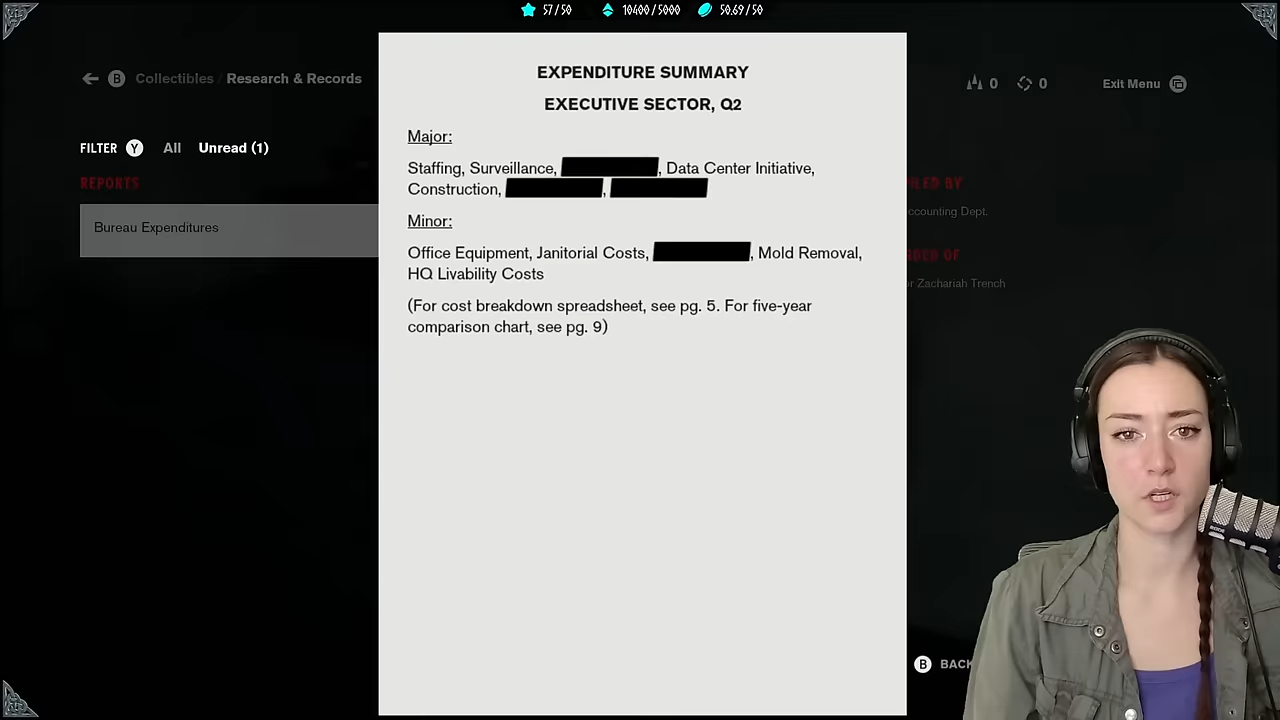 57/50 10400/5000 50.69/50
B Collectibles / Research & Records
0 0 Exit Menu
FILTER Y All Unread (1)
REPORTS
Bureau Expenditures
EXPENDITURE SUMMARY
EXECUTIVE SECTOR, Q2
Major:
Staffing, Surveillance, , Data Center Initiative,
Construction, ,
Minor:
Office Equipment, Janitorial Costs, , Mold Removal,
HQ Livability Costs
(For cost breakdown spreadsheet, see pg. 5. For five-year
comparison chart, see pg. 9)
Dept.
Zachariah Trench
B BACK
RODE